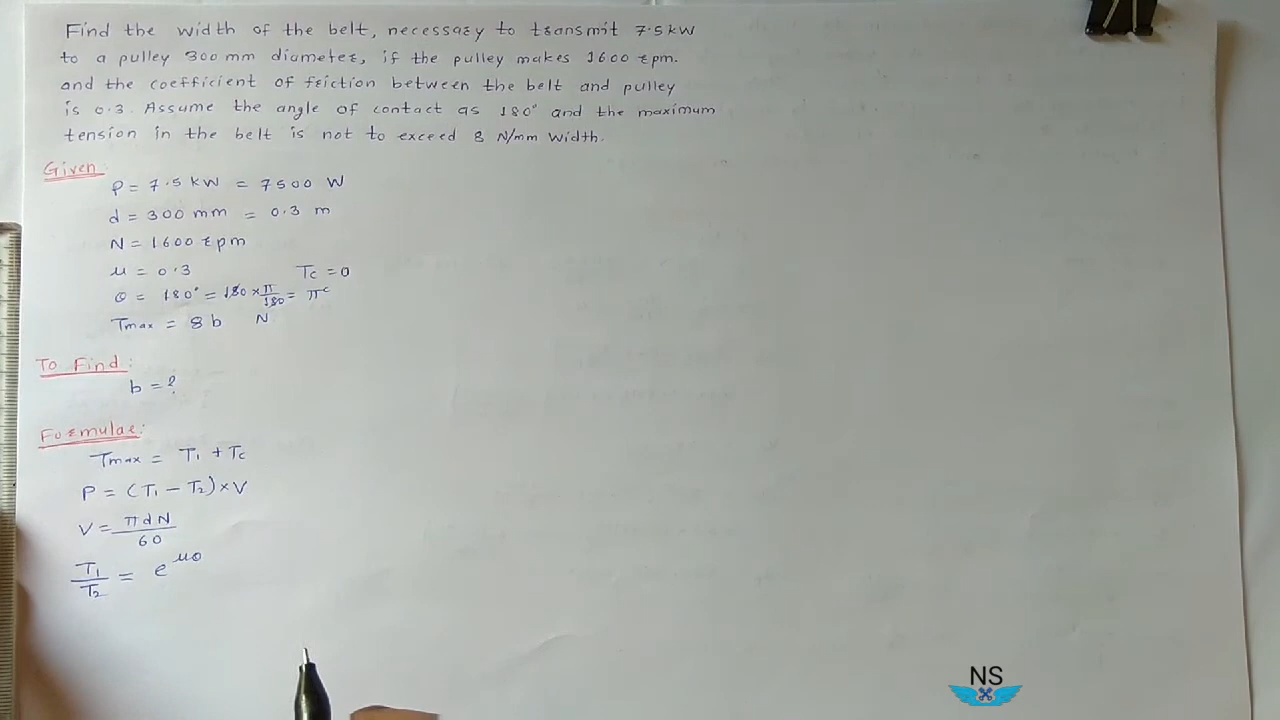 Find the width of the belt, necessary to transmit 7.5 kW
to a pulley 300 mm diameter, if the pulley makes 1600 rpm.
and the coefficient of friction between the belt and pulley
is 0.3. Assume the angle of contact as 180° and the maximum
tension in the belt is not to exceed 8 N/mm width.
Given:
P = 7.5 kW = 7500 W
d = 300 mm = 0.3 m
N = 1600 rpm
μ = 0.3 Tc = 0
θ = 180° = 180 × π/180 = πᶜ
Tmax = 8 b N
To Find:
b = ?
Formulae:
Tmax = T₁ + Tc
P = (T₁ − T₂) × V
V = πdN/60
T₁/T₂ = e^μθ
NS